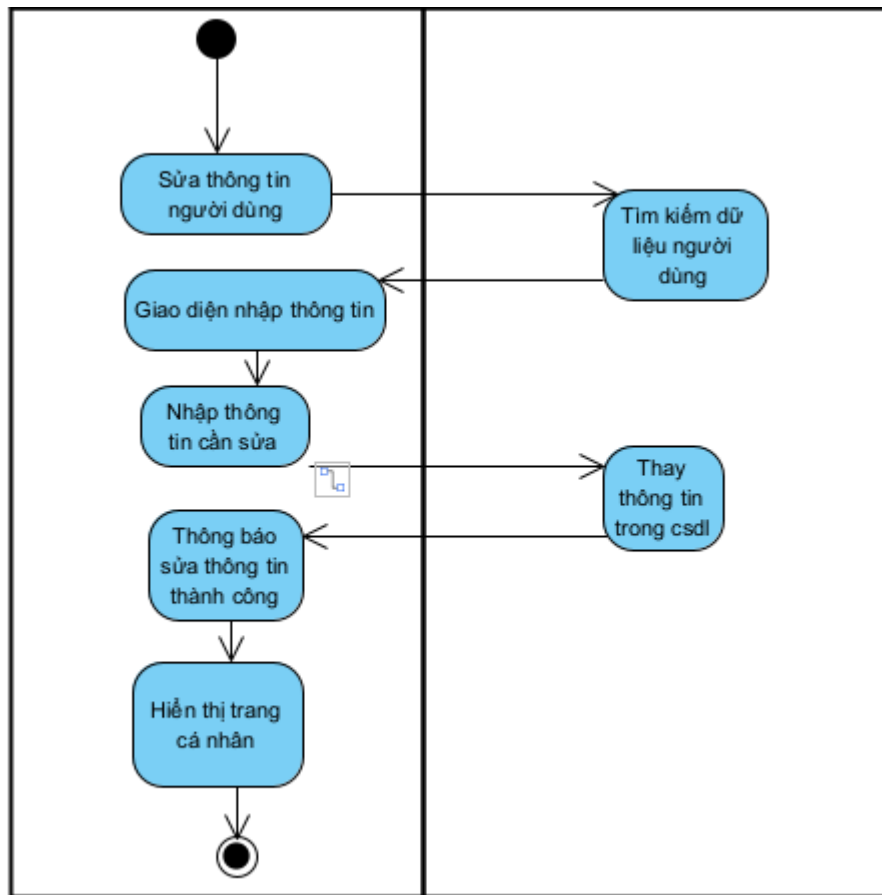 Sửa thông tin
người dùng
Tìm kiếm dữ
liệu người
dùng
Giao diện nhập thông tin
Nhập thông
tin cần sửa
Thay
thông tin
trong csdl
Thông báo
sửa thông tin
thành công
Hiển thị trang
cá nhân